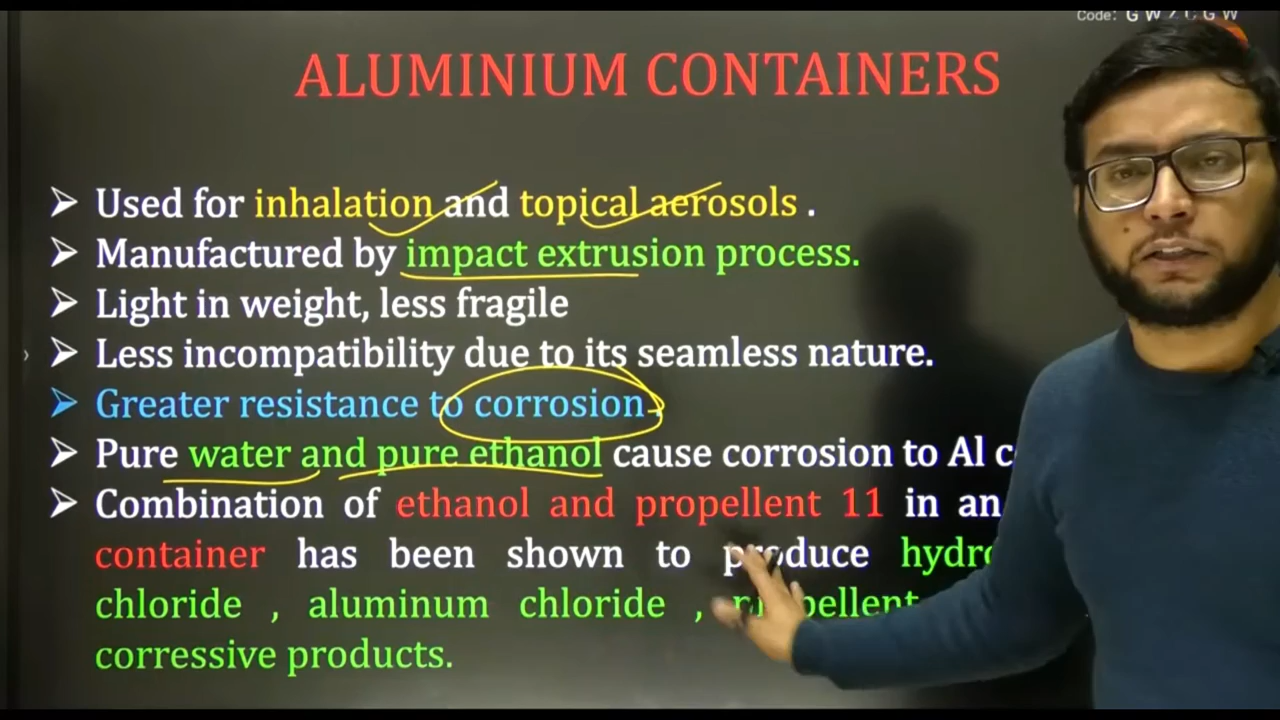 Code: G W Z C G W
ALUMINIUM CONTAINERS
➤ Used for inhalation and topical aerosols .
➤ Manufactured by impact extrusion process.
➤ Light in weight, less fragile
➤ Less incompatibility due to its seamless nature.
➤ Greater resistance to corrosion .
➤ Pure water and pure ethanol cause corrosion to Al
➤ Combination of ethanol and propellent 11 in an
container has been shown to produce
chloride , aluminum chloride ,
corressive products.